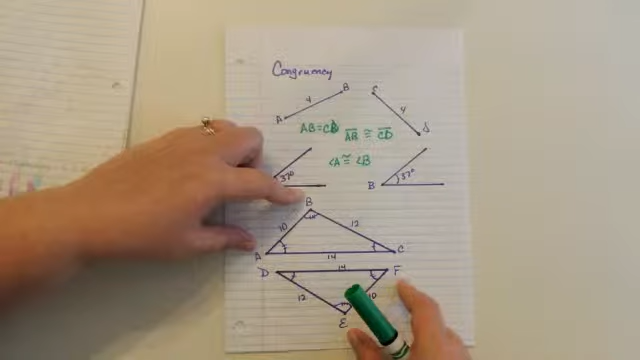 Congruency
A 4 B
C 4 D
AB=CD
AB ≅ CD
∠A ≅ ∠B
37°
B 37°
B
10 12
A 14 C
D 14 F
12 10
E